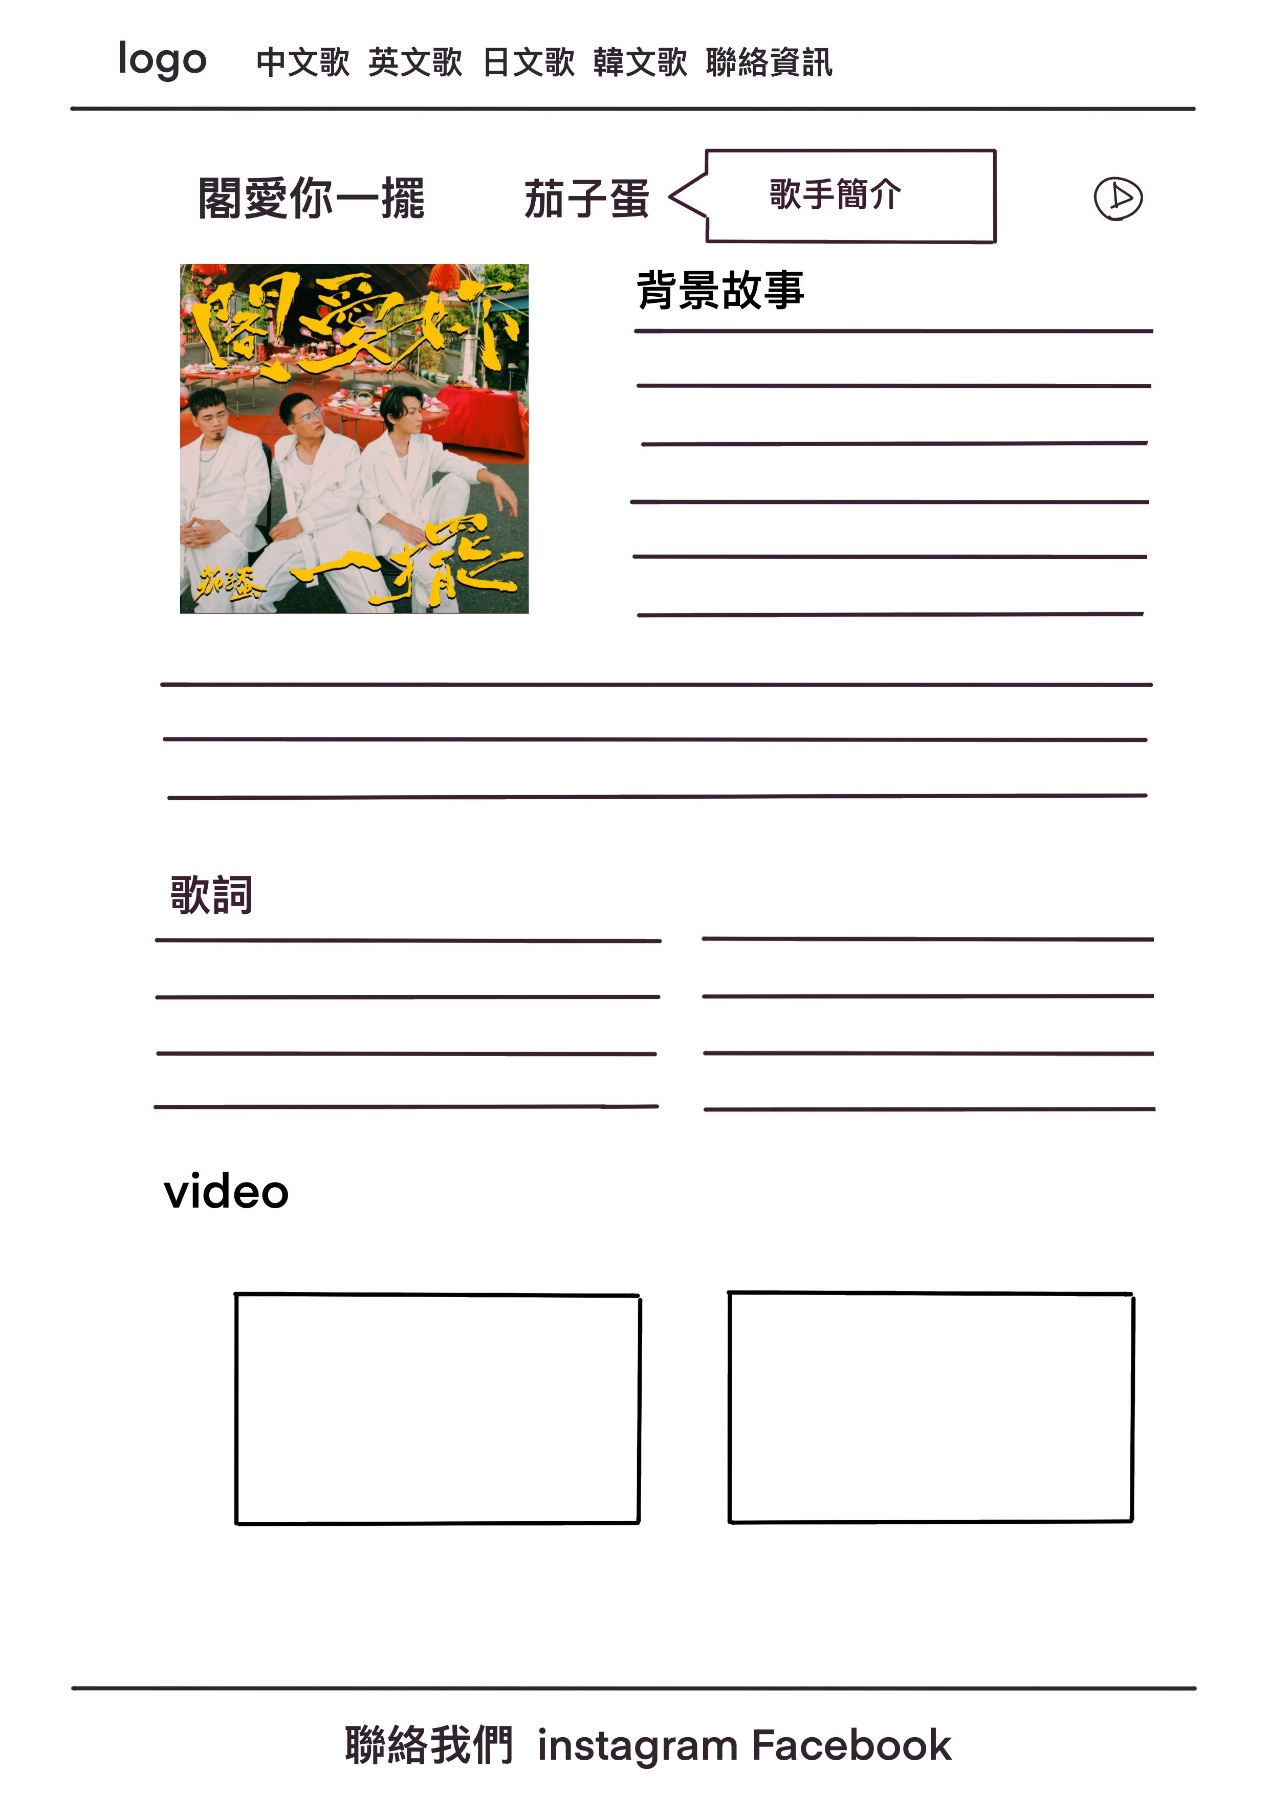 logo 中文歌 英文歌 日文歌 韓文歌 聯絡資訊
閣愛你一擺 茄子蛋 歌手簡介
背景故事
閣愛你
一擺
茄子蛋
歌詞
video
聯絡我們 instagram Facebook